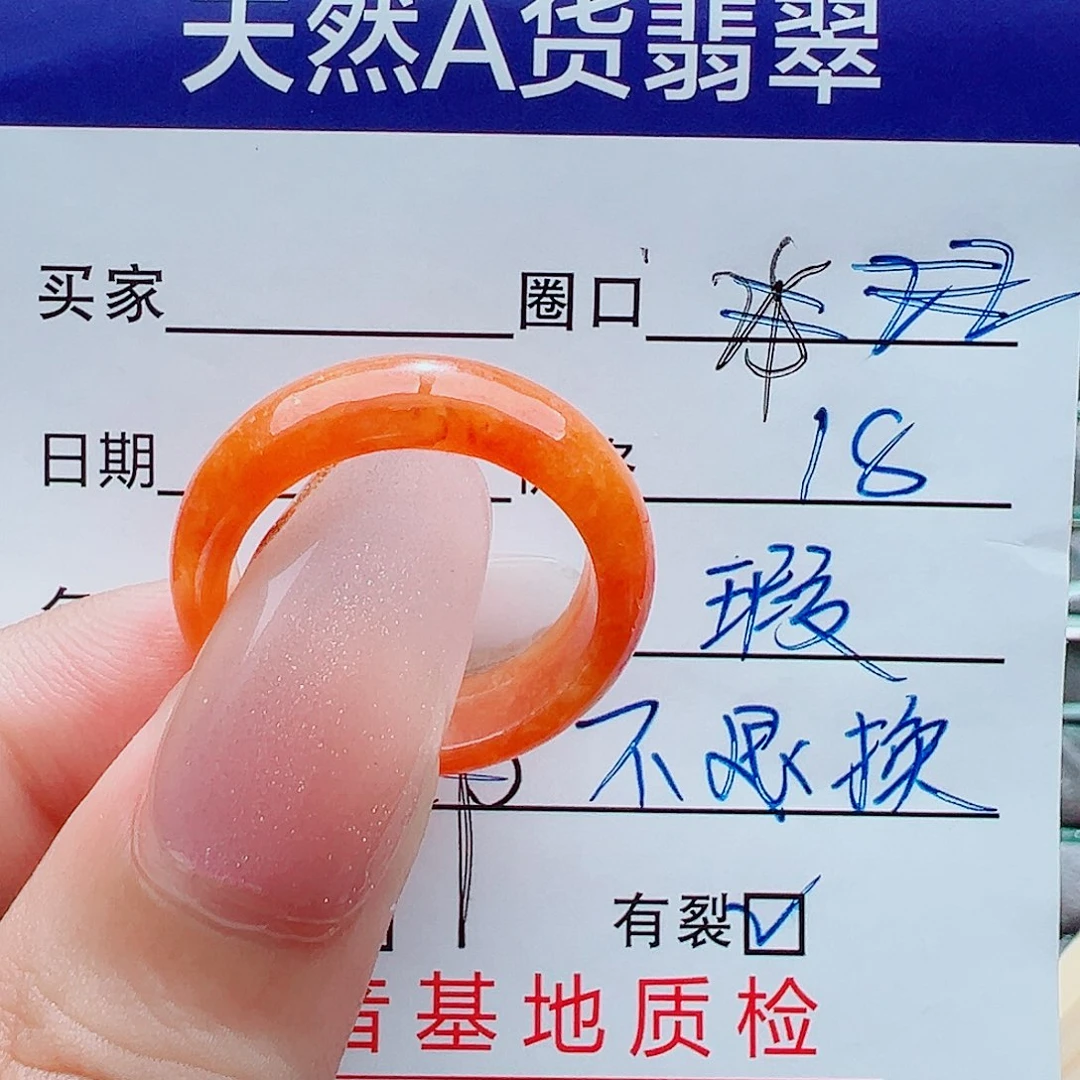 天然A货翡翠
买家 圈口
日期 18
瑕
不退换
有裂
基地质检